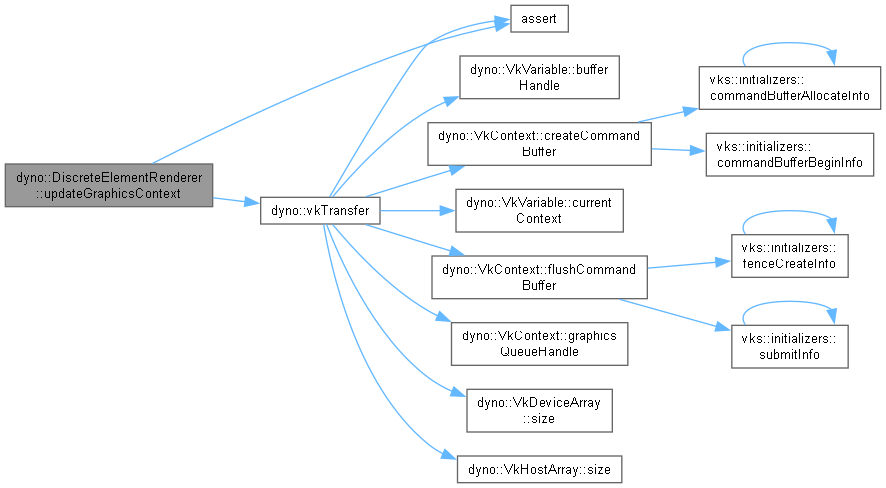 dyno::DiscreteElementRenderer
::updateGraphicsContext
dyno::vkTransfer
assert
dyno::VkVariable::buffer
Handle
dyno::VkContext::createCommand
Buffer
dyno::VkVariable::current
Context
dyno::VkContext::flushCommand
Buffer
dyno::VkContext::graphics
QueueHandle
dyno::VkDeviceArray
::size
dyno::VkHostArray::size
vks::initializers::
commandBufferAllocateInfo
vks::initializers::
commandBufferBeginInfo
vks::initializers::
fenceCreateInfo
vks::initializers::
submitInfo